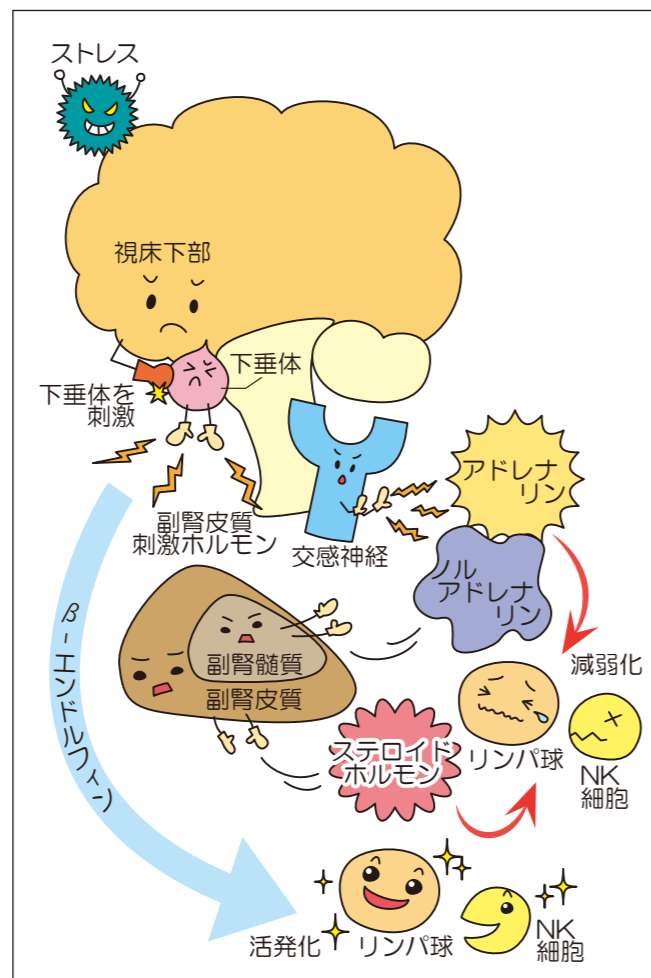 ストレス
視床下部
下垂体
下垂体を
刺激
副腎皮質
刺激ホルモン
交感神経
アドレナ
リン
ノル
アドレナ
リン
β-エンドルフィン
副腎髄質
副腎皮質
減弱化
ステロイド
ホルモン
リンパ球
NK
細胞
活発化
リンパ球
NK
細胞